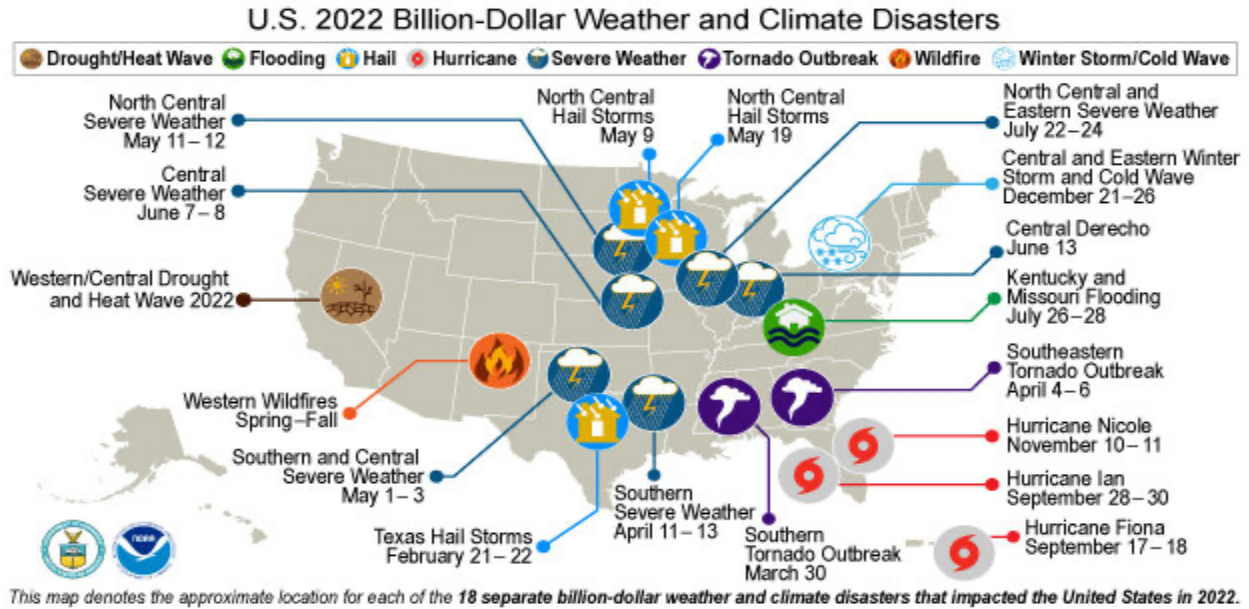 U.S. 2022 Billion-Dollar Weather and Climate Disasters
Drought/Heat Wave Flooding Hail Hurricane Severe Weather Tornado Outbreak Wildfire Winter Storm/Cold Wave
North Central
Severe Weather
May 11–12
North Central
Hail Storms
May 9
North Central
Hail Storms
May 19
North Central and
Eastern Severe Weather
July 22–24
Central
Severe Weather
June 7–8
Central and Eastern Winter
Storm and Cold Wave
December 21–26
Central Derecho
June 13
Western/Central Drought
and Heat Wave 2022
Kentucky and
Missouri Flooding
July 26–28
Southeastern
Tornado Outbreak
April 4–6
Western Wildfires
Spring–Fall
Hurricane Nicole
November 10–11
Southern and Central
Severe Weather
May 1–3
Hurricane Ian
September 28–30
Texas Hail Storms
February 21–22
Southern
Severe Weather
April 11–13
Southern
Tornado Outbreak
March 30
Hurricane Fiona
September 17–18
NOAA
This map denotes the approximate location for each of the 18 separate billion-dollar weather and climate disasters that impacted the United States in 2022.